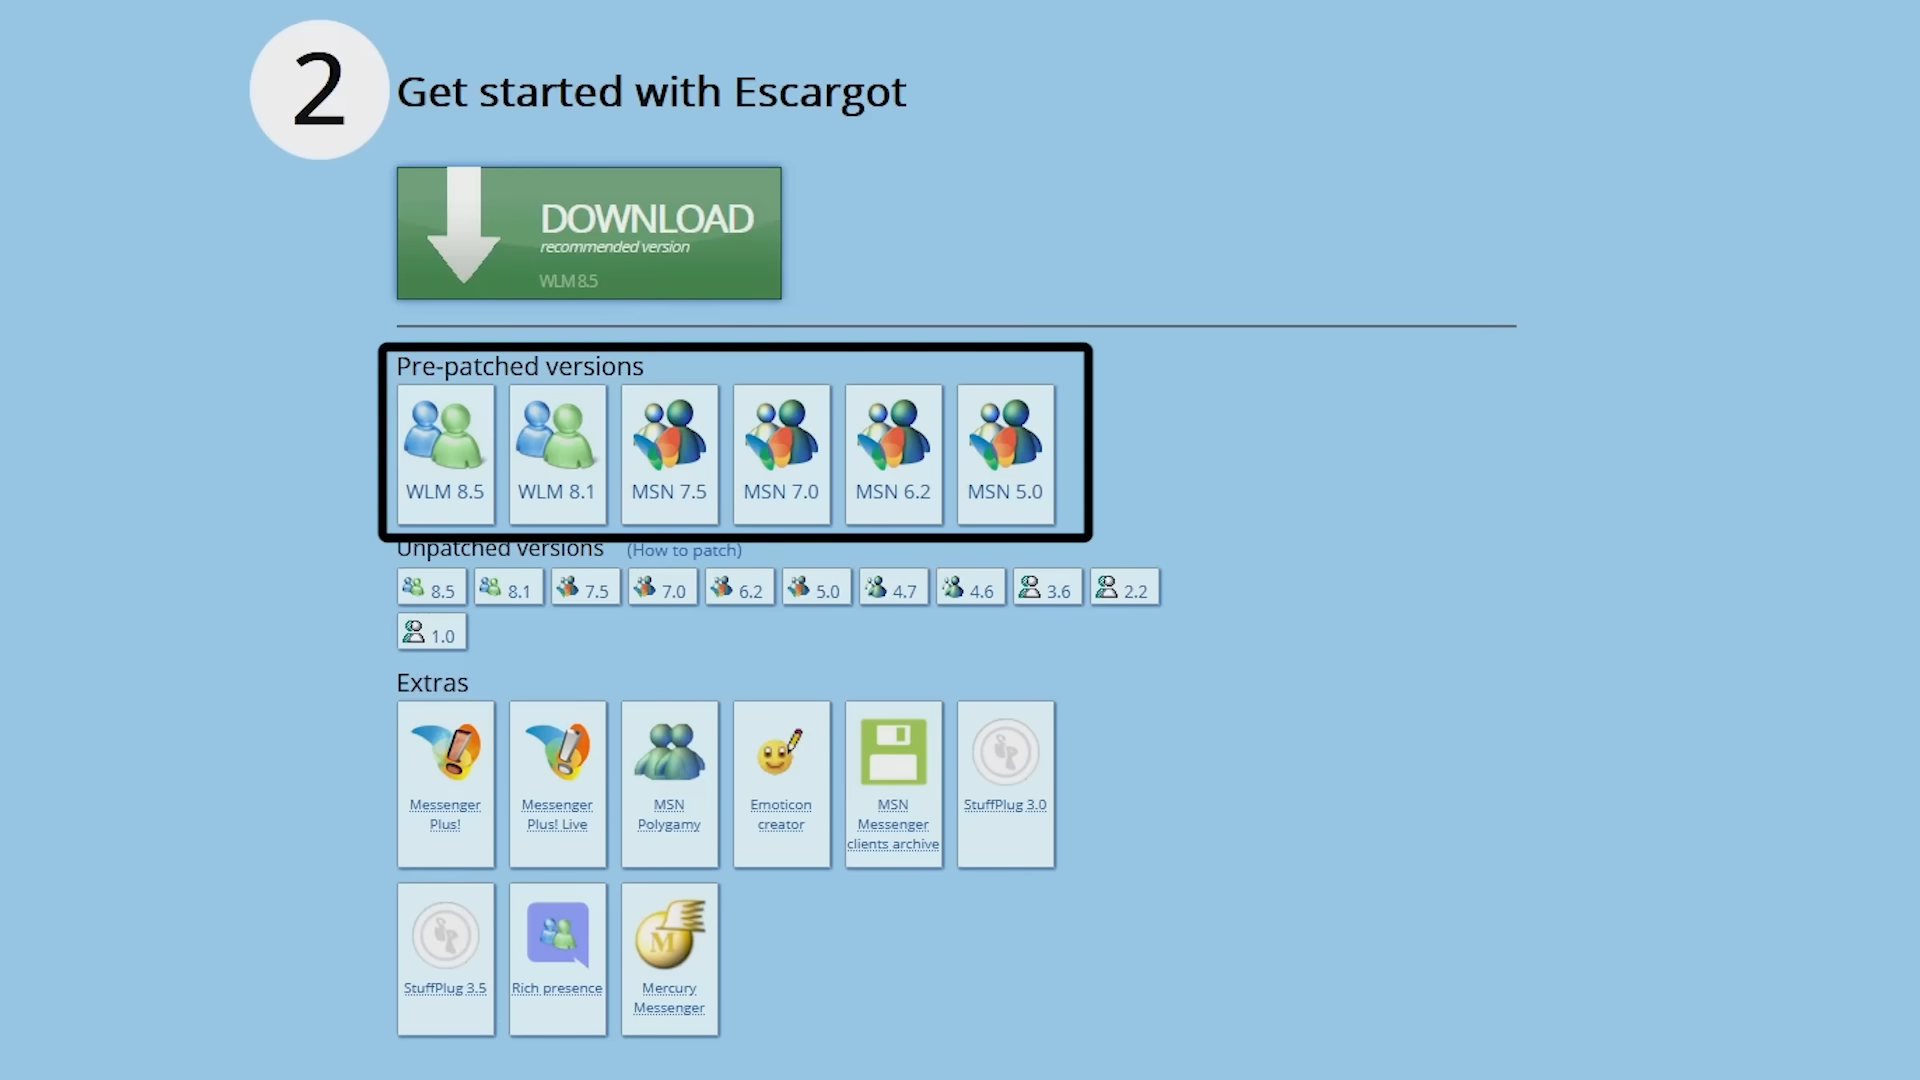 2
Get started with Escargot
DOWNLOAD
recommended version
WLM 8.5
Pre-patched versions
WLM 8.5 WLM 8.1 MSN 7.5 MSN 7.0 MSN 6.2 MSN 5.0
Unpatched versions (How to patch)
8.5 8.1 7.5 7.0 6.2 5.0 4.7 4.6 3.6 2.2
1.0
Extras
Messenger
Plus!
Messenger
Plus! Live
MSN
Polygamy
Emoticon
creator
MSN
Messenger
clients archive
StuffPlug 3.0
StuffPlug 3.5
Rich presence
M
Mercury
Messenger